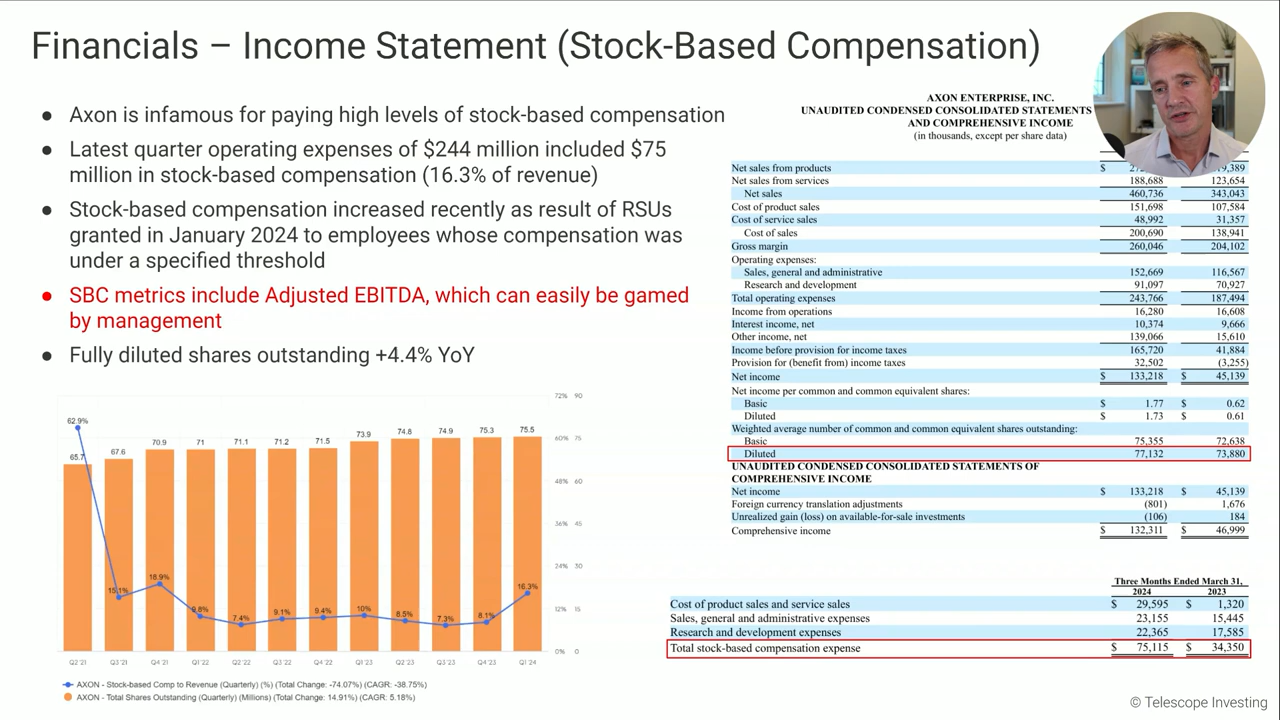 Financials – Income Statement (Stock-Based Compensation)
● Axon is infamous for paying high levels of stock-based compensation
● Latest quarter operating expenses of $244 million included $75
million in stock-based compensation (16.3% of revenue)
● Stock-based compensation increased recently as result of RSUs
granted in January 2024 to employees whose compensation was
under a specified threshold
● SBC metrics include Adjusted EBITDA, which can easily be gamed
by management
● Fully diluted shares outstanding +4.4% YoY
72% 90
62.9%
65.7 67.6 70.9 71 71.1 71.2 71.5 73.9 74.8 74.9 75.3 75.5
60% 75
48% 60
36% 45
24% 30
15.1% 18.9% 9.8% 7.4% 9.1% 9.4% 10% 8.5% 7.3% 8.1% 16.3%
12% 15
0% 0
Q2 '21 Q3 '21 Q4 '21 Q1 '22 Q2 '22 Q3 '22 Q4 '22 Q1 '23 Q2 '23 Q3 '23 Q4 '23 Q1 '24
AXON - Stock-based Comp to Revenue (Quarterly) (%) (Total Change: -74.07%) (CAGR: -38.75%)
AXON - Total Shares Outstanding (Quarterly) (Millions) (Total Change: 14.91%) (CAGR: 5.18%)
AXON ENTERPRISE, INC.
UNAUDITED CONDENSED CONSOLIDATED STATEMENTS
AND COMPREHENSIVE INCOME
(in thousands, except per share data)
Net sales from products $
Net sales from services 188,688 123,654
Net sales 460,736 343,043
Cost of product sales 151,698 107,584
Cost of service sales 48,992 31,357
Cost of sales 200,690 138,941
Gross margin 260,046 204,102
Operating expenses:
Sales, general and administrative 152,669 116,567
Research and development 91,097 70,927
Total operating expenses 243,766 187,494
Income from operations 16,280 16,608
Interest income, net 10,374 9,666
Other income, net 139,066 15,610
Income before provision for income taxes 165,720 41,884
Provision for (benefit from) income taxes 32,502 (3,255)
Net income $ 133,218 $ 45,139
Net income per common and common equivalent shares:
Basic $ 1.77 $ 0.62
Diluted $ 1.73 $ 0.61
Weighted average number of common and common equivalent shares outstanding:
Basic 75,355 72,638
Diluted 77,132 73,880
UNAUDITED CONDENSED CONSOLIDATED STATEMENTS OF
COMPREHENSIVE INCOME
Net income $ 133,218 $ 45,139
Foreign currency translation adjustments (801) 1,676
Unrealized gain (loss) on available-for-sale investments (106) 184
Comprehensive income $ 132,311 $ 46,999
Three Months Ended March 31,
2024 2023
Cost of product sales and service sales $ 29,595 $ 1,320
Sales, general and administrative expenses 23,155 15,445
Research and development expenses 22,365 17,585
Total stock-based compensation expense $ 75,115 $ 34,350
© Telescope Investing